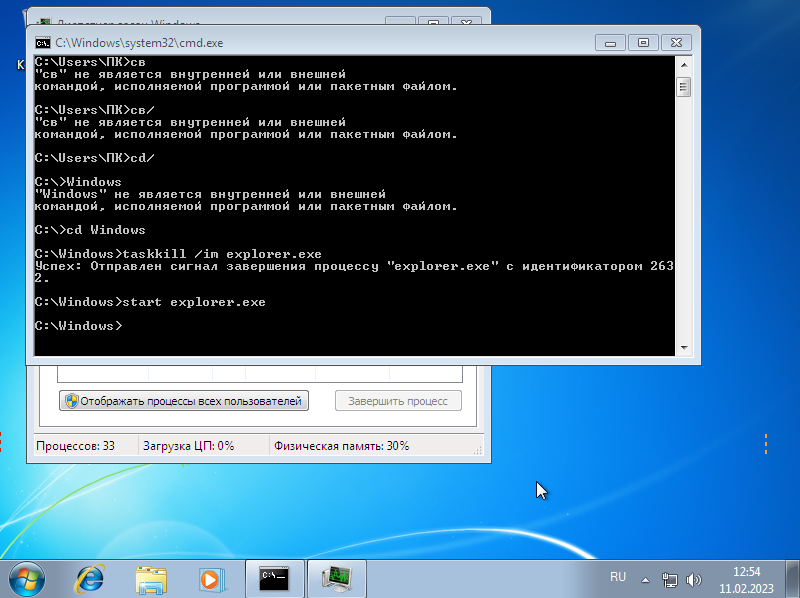 C:\Windows\system32\cmd.exe
C:\Users\ПК>св
"св" не является внутренней или внешней
командой, исполняемой программой или пакетным файлом.
C:\Users\ПК>св/
"св" не является внутренней или внешней
командой, исполняемой программой или пакетным файлом.
C:\Users\ПК>cd/
C:\>Windows
"Windows" не является внутренней или внешней
командой, исполняемой программой или пакетным файлом.
C:\>cd Windows
C:\Windows>taskkill /im explorer.exe
Успех: Отправлен сигнал завершения процессу "explorer.exe" с идентификатором 263
2.
C:\Windows>start explorer.exe
C:\Windows>
Отображать процессы всех пользователей
Завершить процесс
Процессов: 33
Загрузка ЦП: 0%
Физическая память: 30%
RU
12:54
11.02.2023